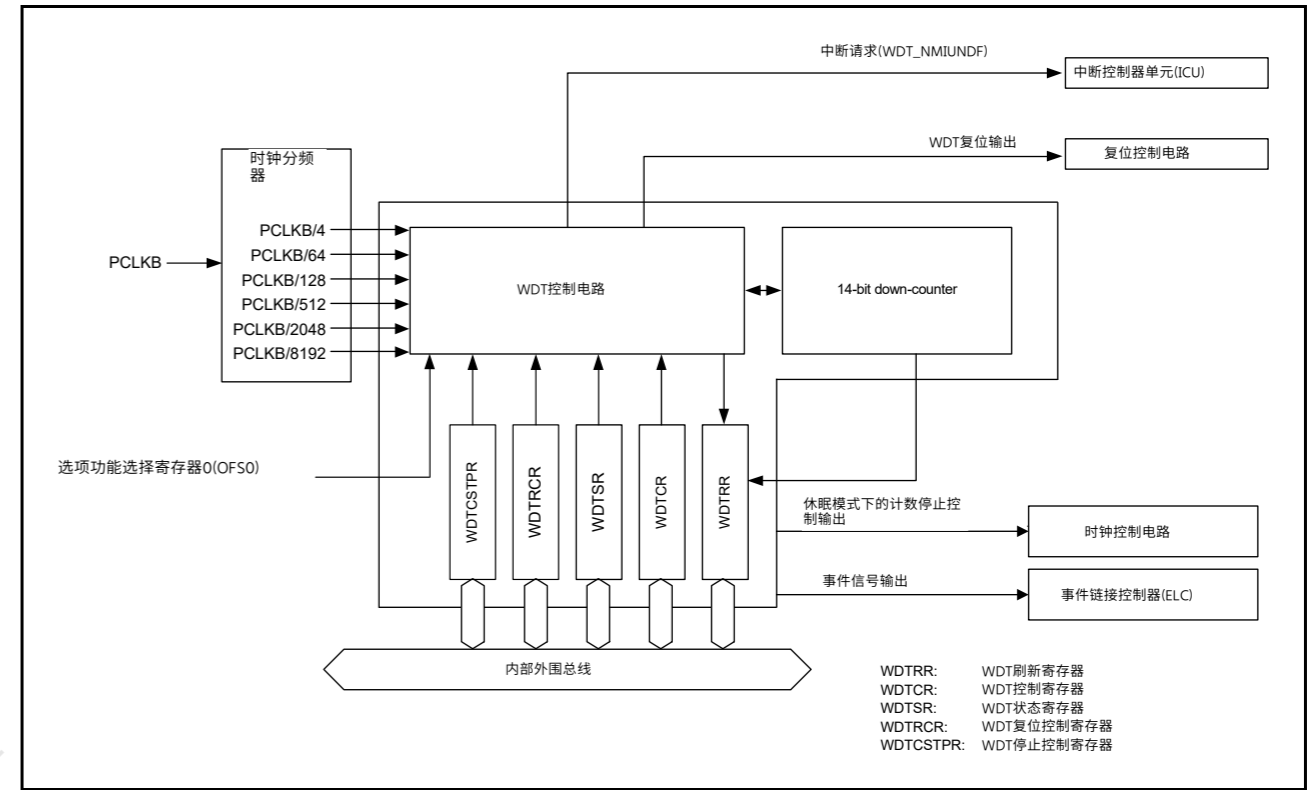 中断请求(WDT_NMIUNDF)
中断控制器单元(ICU)
WDT复位输出
复位控制电路
时钟分频
器
PCLKB/4
PCLKB/64
PCLKB
PCLKB/128
PCLKB/512
PCLKB/2048
PCLKB/8192
WDT控制电路
14-bit down-counter
选项功能选择寄存器0(OFS0)
WDTCSTPR
WDTRCR
WDTSR
WDTCR
WDTRR
休眠模式下的计数停止控
制输出
时钟控制电路
事件信号输出
事件链接控制器(ELC)
内部外围总线
WDTRR: WDT刷新寄存器
WDTCR: WDT控制寄存器
WDTSR: WDT状态寄存器
WDTRCR: WDT复位控制寄存器
WDTCSTPR: WDT停止控制寄存器